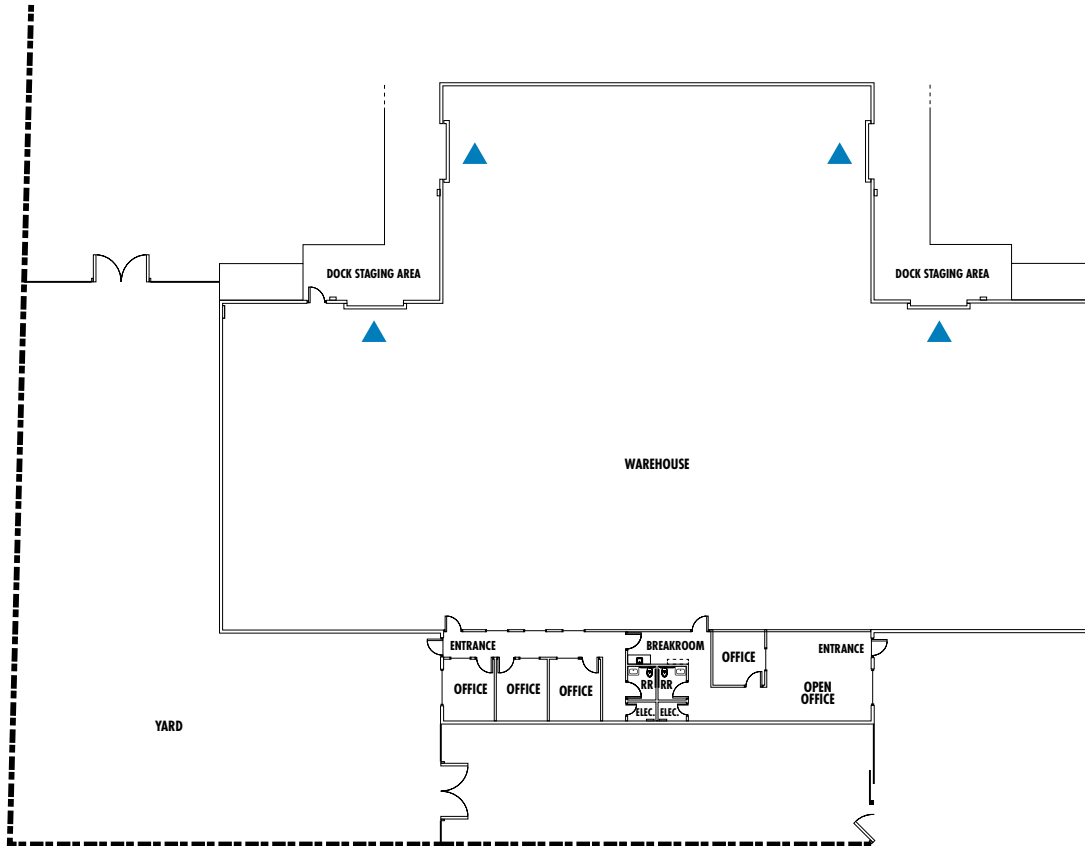 DOCK STAGING AREA
DOCK STAGING AREA
WAREHOUSE
ENTRANCE
BREAKROOM
OFFICE
ENTRANCE
OFFICE
OFFICE
OFFICE
RR
RR
OPEN
OFFICE
ELEC.
ELEC.
YARD